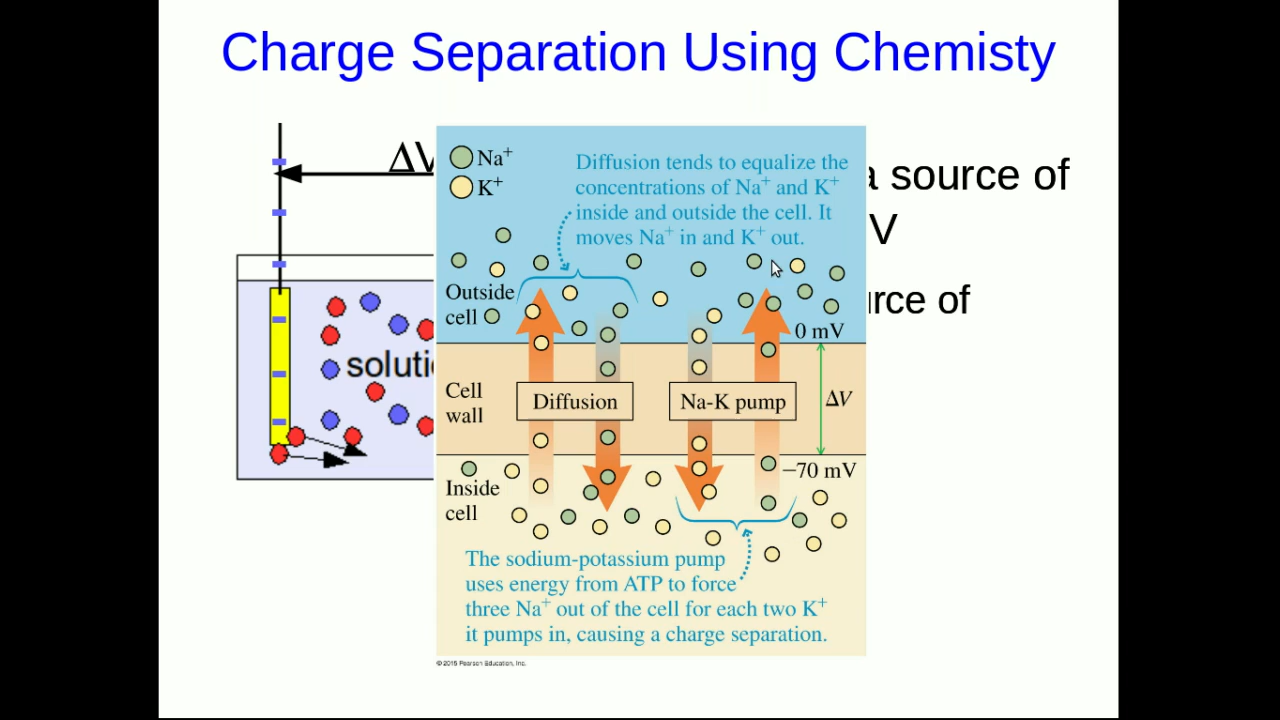 Charge Separation Using Chemisty
ΔV
a source of
V
source of
solution
Na⁺
K⁺
Diffusion tends to equalize the
concentrations of Na⁺ and K⁺
inside and outside the cell. It
moves Na⁺ in and K⁺ out.
Outside
cell
0 mV
Cell
wall
Diffusion
Na-K pump
ΔV
−70 mV
Inside
cell
The sodium-potassium pump
uses energy from ATP to force
three Na⁺ out of the cell for each two K⁺
it pumps in, causing a charge separation.
© 2015 Pearson Education, Inc.